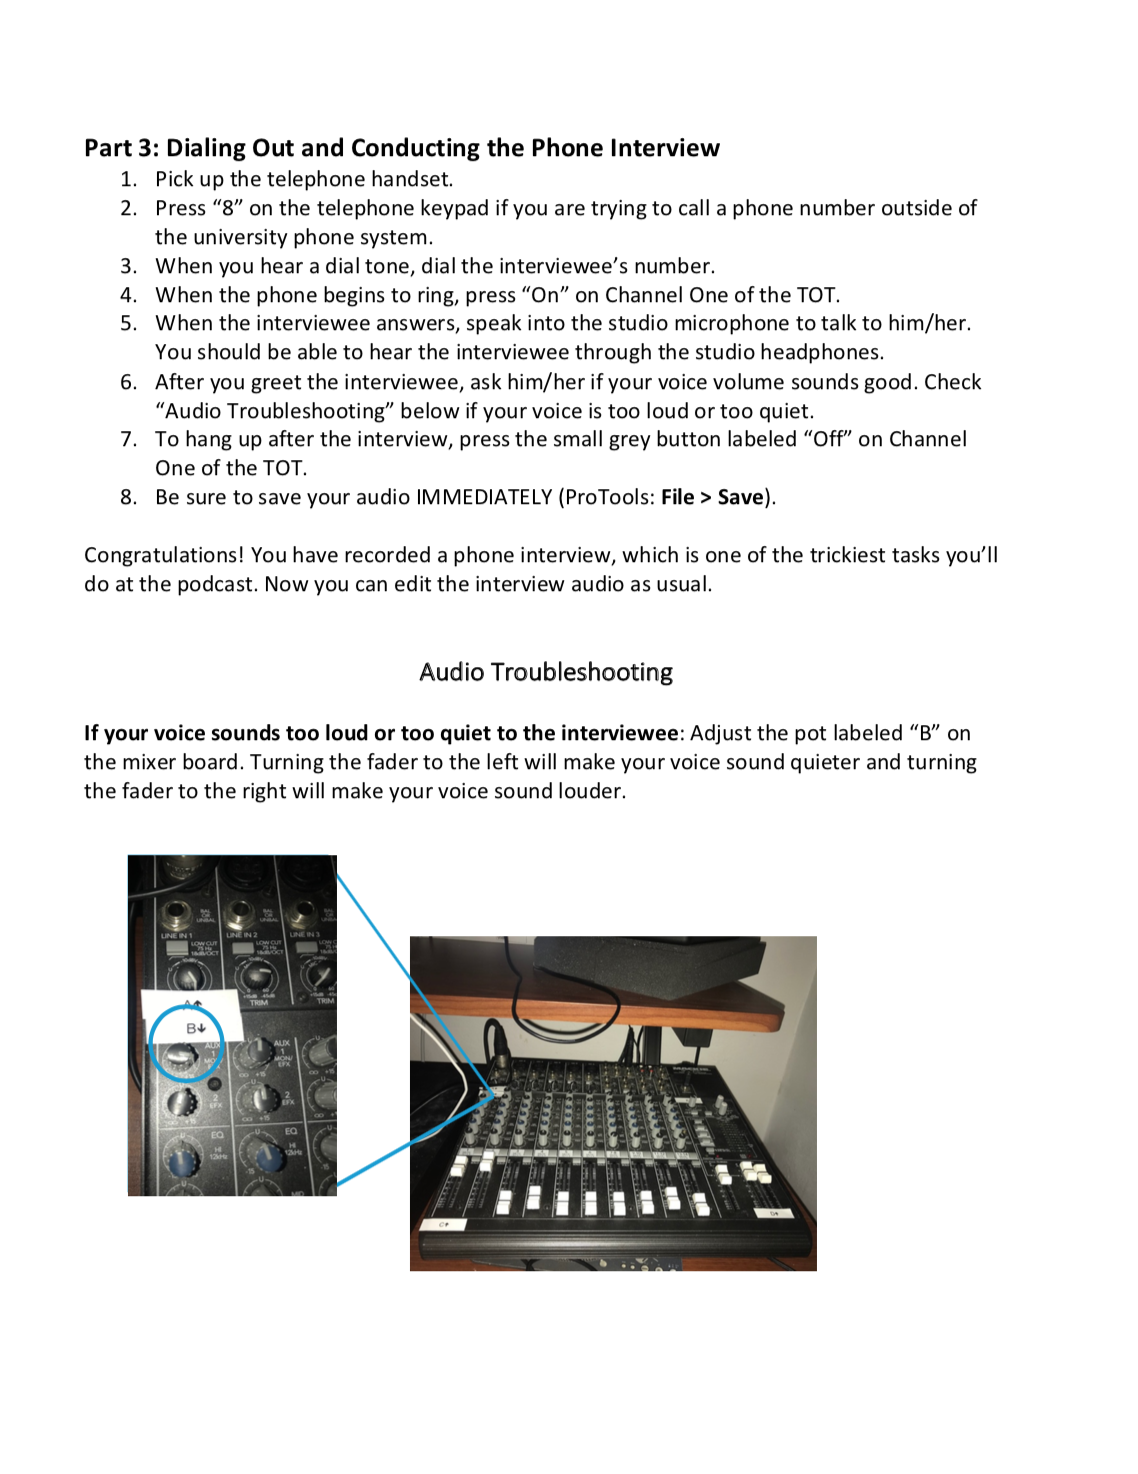 Part 3: Dialing Out and Conducting the Phone Interview
1. Pick up the telephone handset.
2. Press “8” on the telephone keypad if you are trying to call a phone number outside of
the university phone system.
3. When you hear a dial tone, dial the interviewee’s number.
4. When the phone begins to ring, press “On” on Channel One of the TOT.
5. When the interviewee answers, speak into the studio microphone to talk to him/her.
You should be able to hear the interviewee through the studio headphones.
6. After you greet the interviewee, ask him/her if your voice volume sounds good. Check
“Audio Troubleshooting” below if your voice is too loud or too quiet.
7. To hang up after the interview, press the small grey button labeled “Off” on Channel
One of the TOT.
8. Be sure to save your audio IMMEDIATELY (ProTools: File > Save).
Congratulations! You have recorded a phone interview, which is one of the trickiest tasks you’ll
do at the podcast. Now you can edit the interview audio as usual.
Audio Troubleshooting
If your voice sounds too loud or too quiet to the interviewee: Adjust the pot labeled “B” on
the mixer board. Turning the fader to the left will make your voice sound quieter and turning
the fader to the right will make your voice sound louder.
BAL OR UNBAL
BAL OR UNBAL
LINE IN 1
LINE IN 2
LINE IN 3
LOW CUT
75 Hz
18dB/OCT
LOW CUT
75 Hz
18dB/OCT
TRIM
TRIM
A↑
B↓
AUX
1
AUX
1
MON/
EFX
2
EFX
2
EFX
EQ
HI
12kHz
EQ
HI
12kHz
C↑